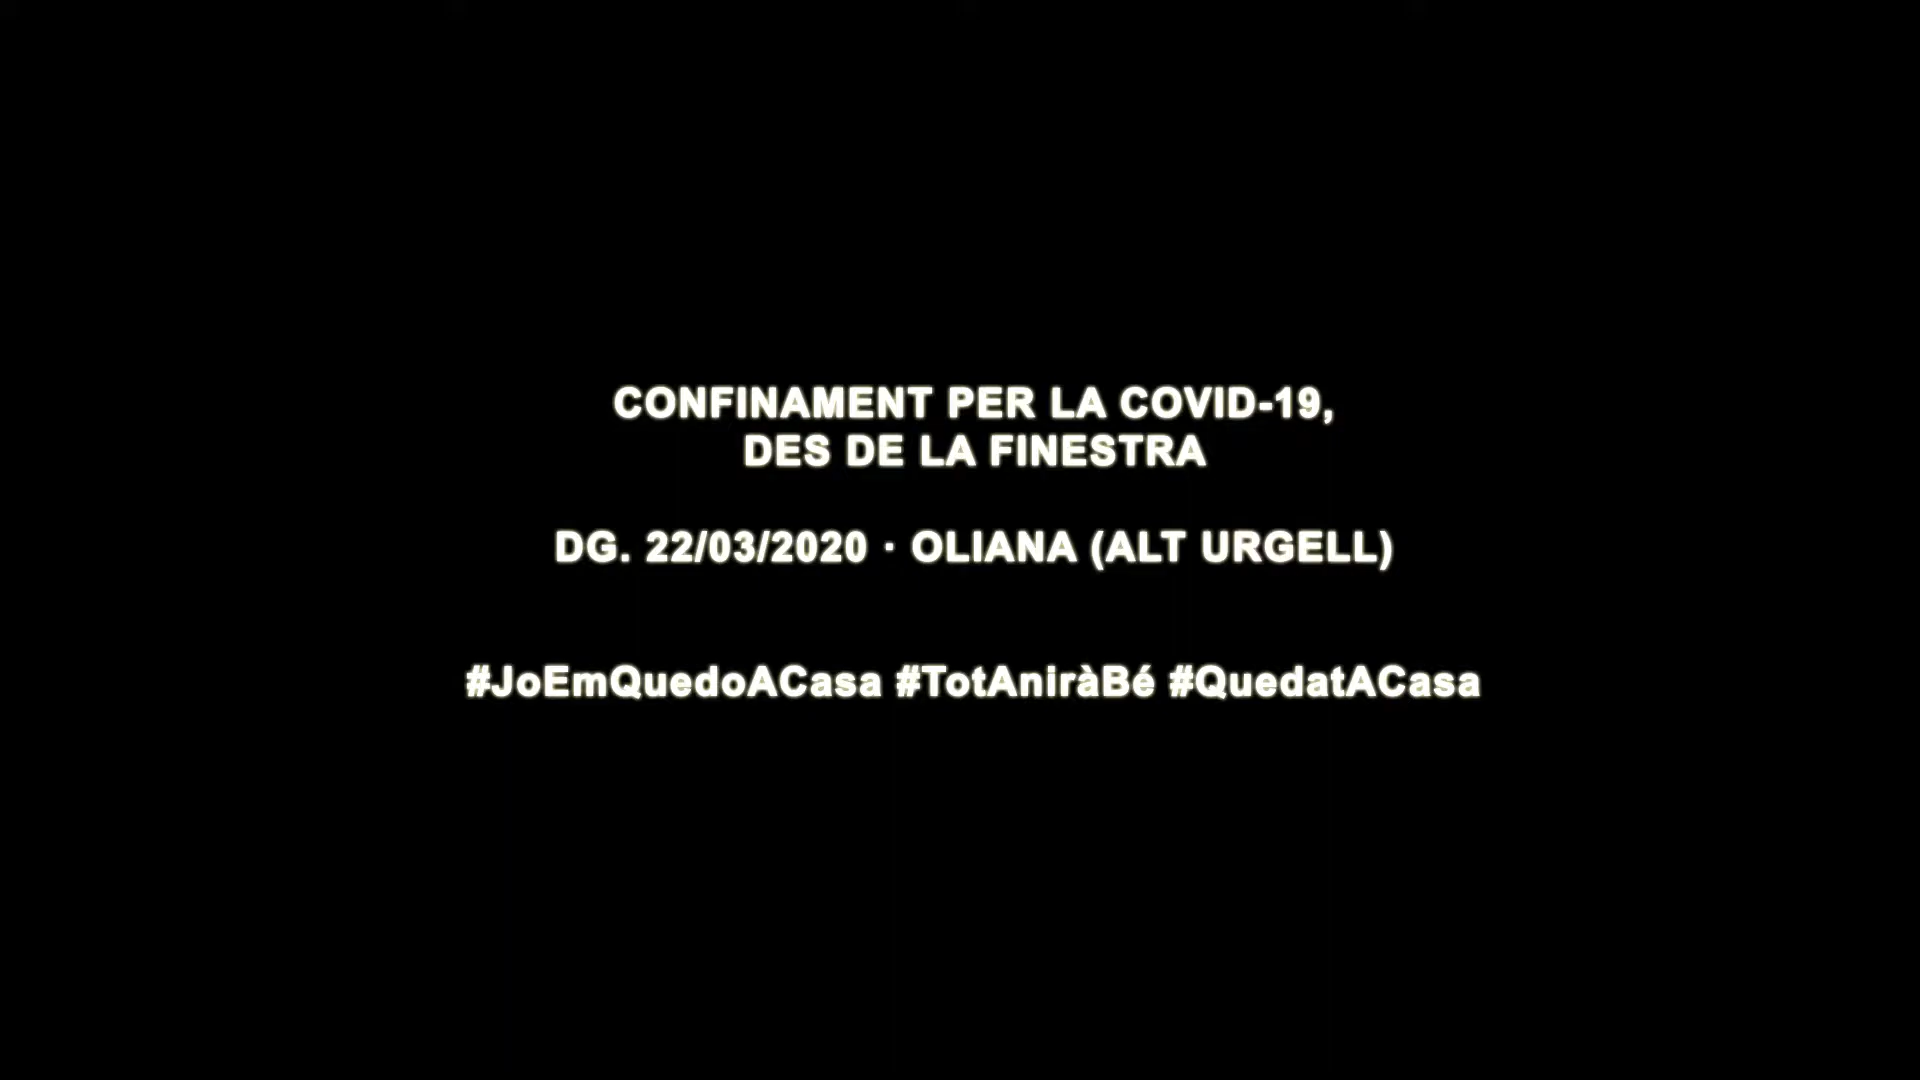 CONFINAMENT PER LA COVID-19,
DES DE LA FINESTRA
DG. 22/03/2020 · OLIANA (ALT URGELL)
#JoEmQuedoACasa #TotAniràBé #QuedatACasa